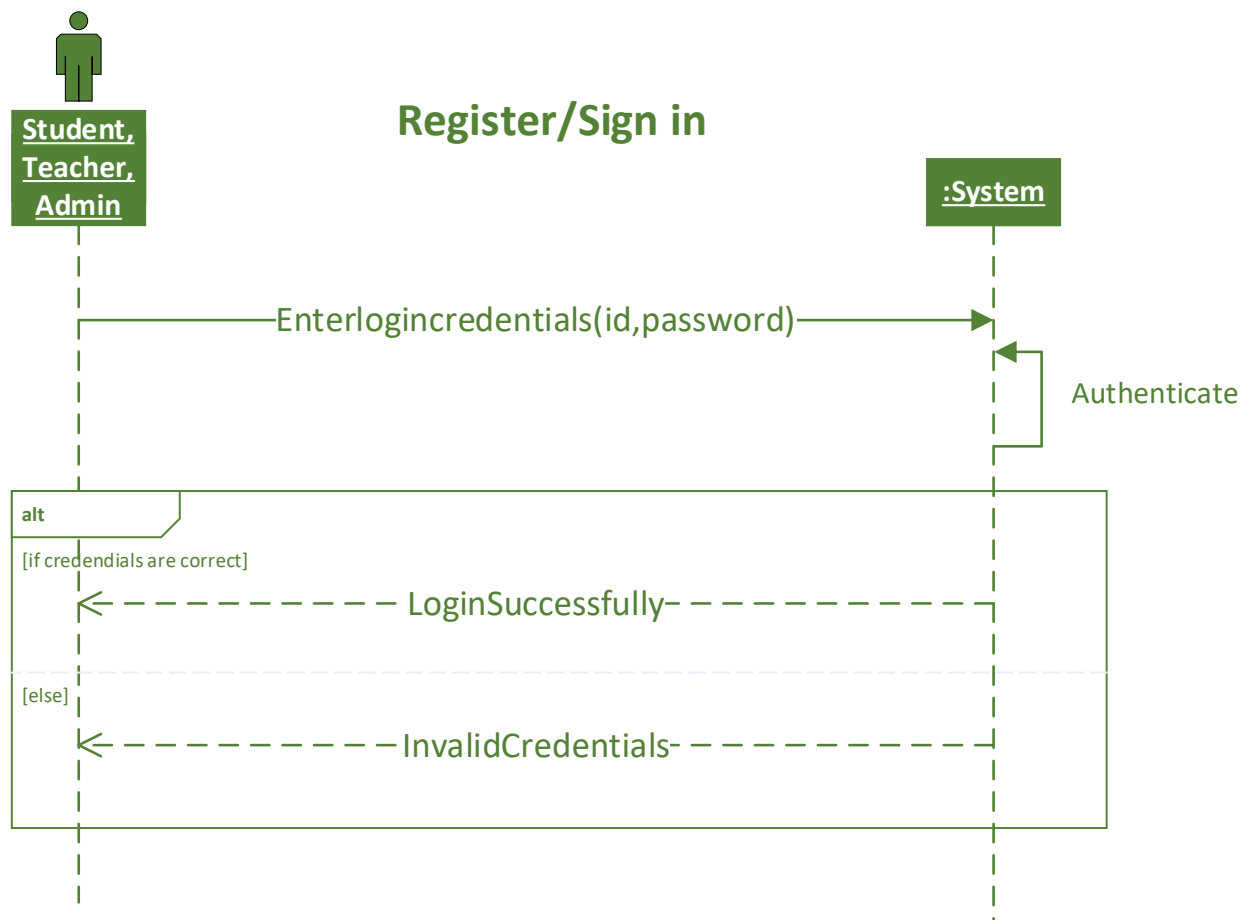 Register/Sign in
Student,
Teacher,
Admin
:System
Enterlogincredentials(id,password)
Authenticate
alt
[if credendials are correct]
LoginSuccessfully
[else]
InvalidCredentials